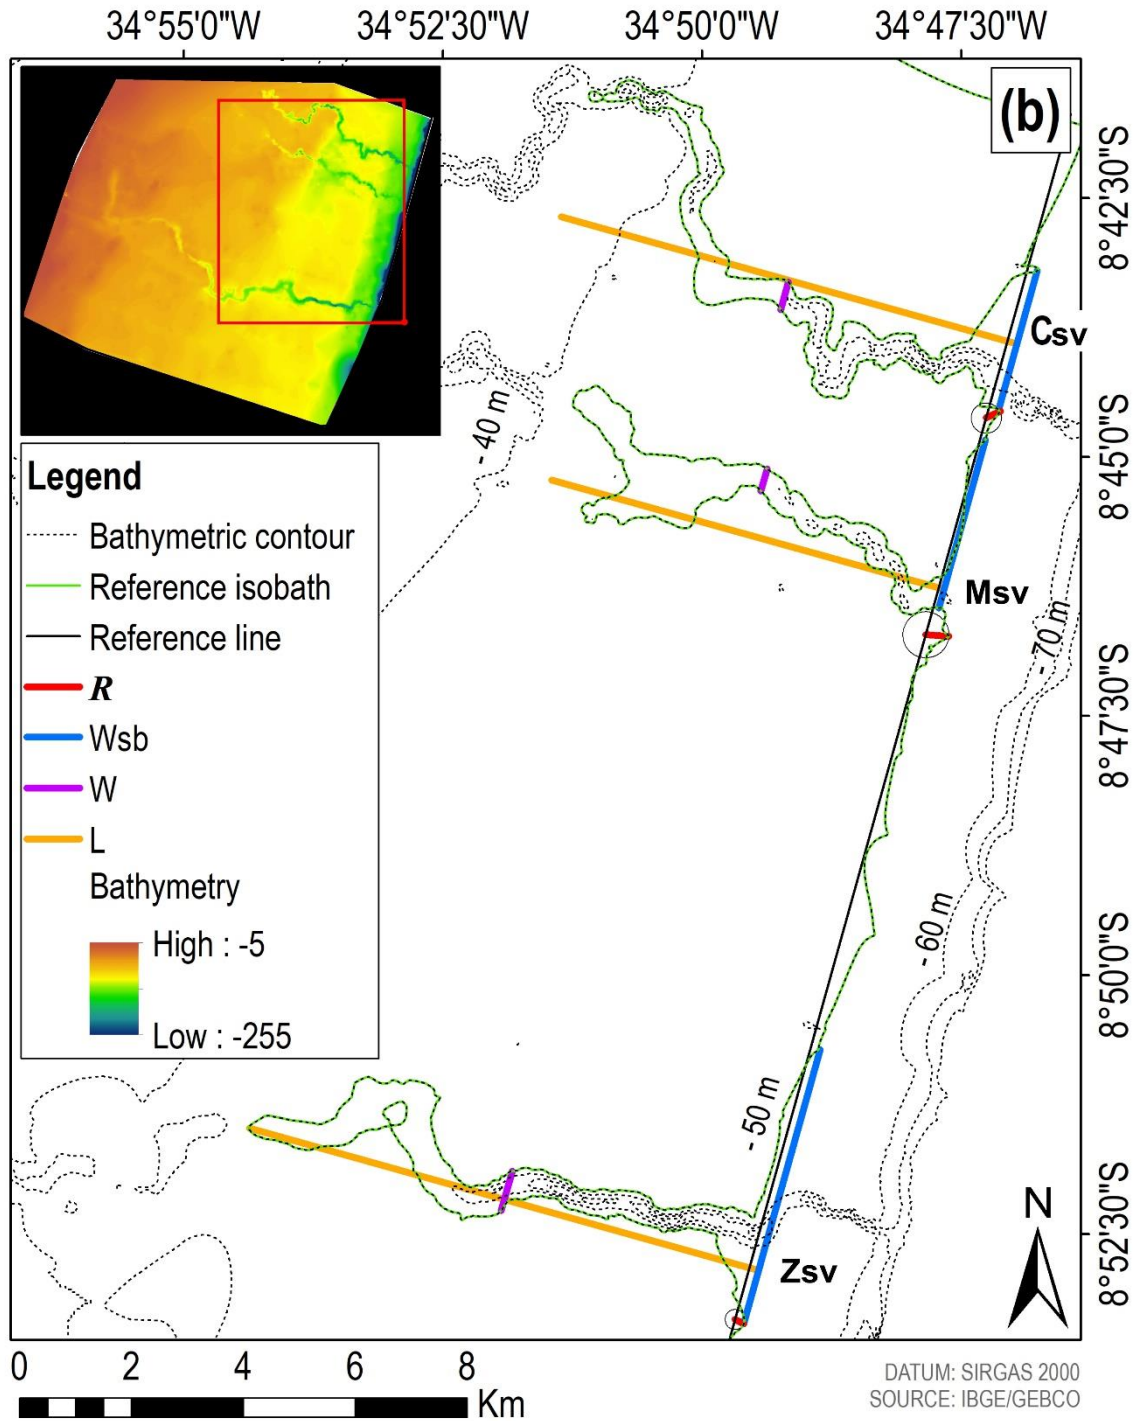 34°55'0"W 34°52'30"W 34°50'0"W 34°47'30"W
(b)
8°42'30"S
Csv
8°45'0"S
- 40 m
Legend
Bathymetric contour
Reference isobath
Reference line
R
Wsb
W
L
Bathymetry
High : -5
Low : -255
Msv
- 70 m
8°47'30"S
- 60 m
8°50'0"S
- 50 m
N
8°52'30"S
Zsv
0 2 4 6 8
Km
DATUM: SIRGAS 2000
SOURCE: IBGE/GEBCO